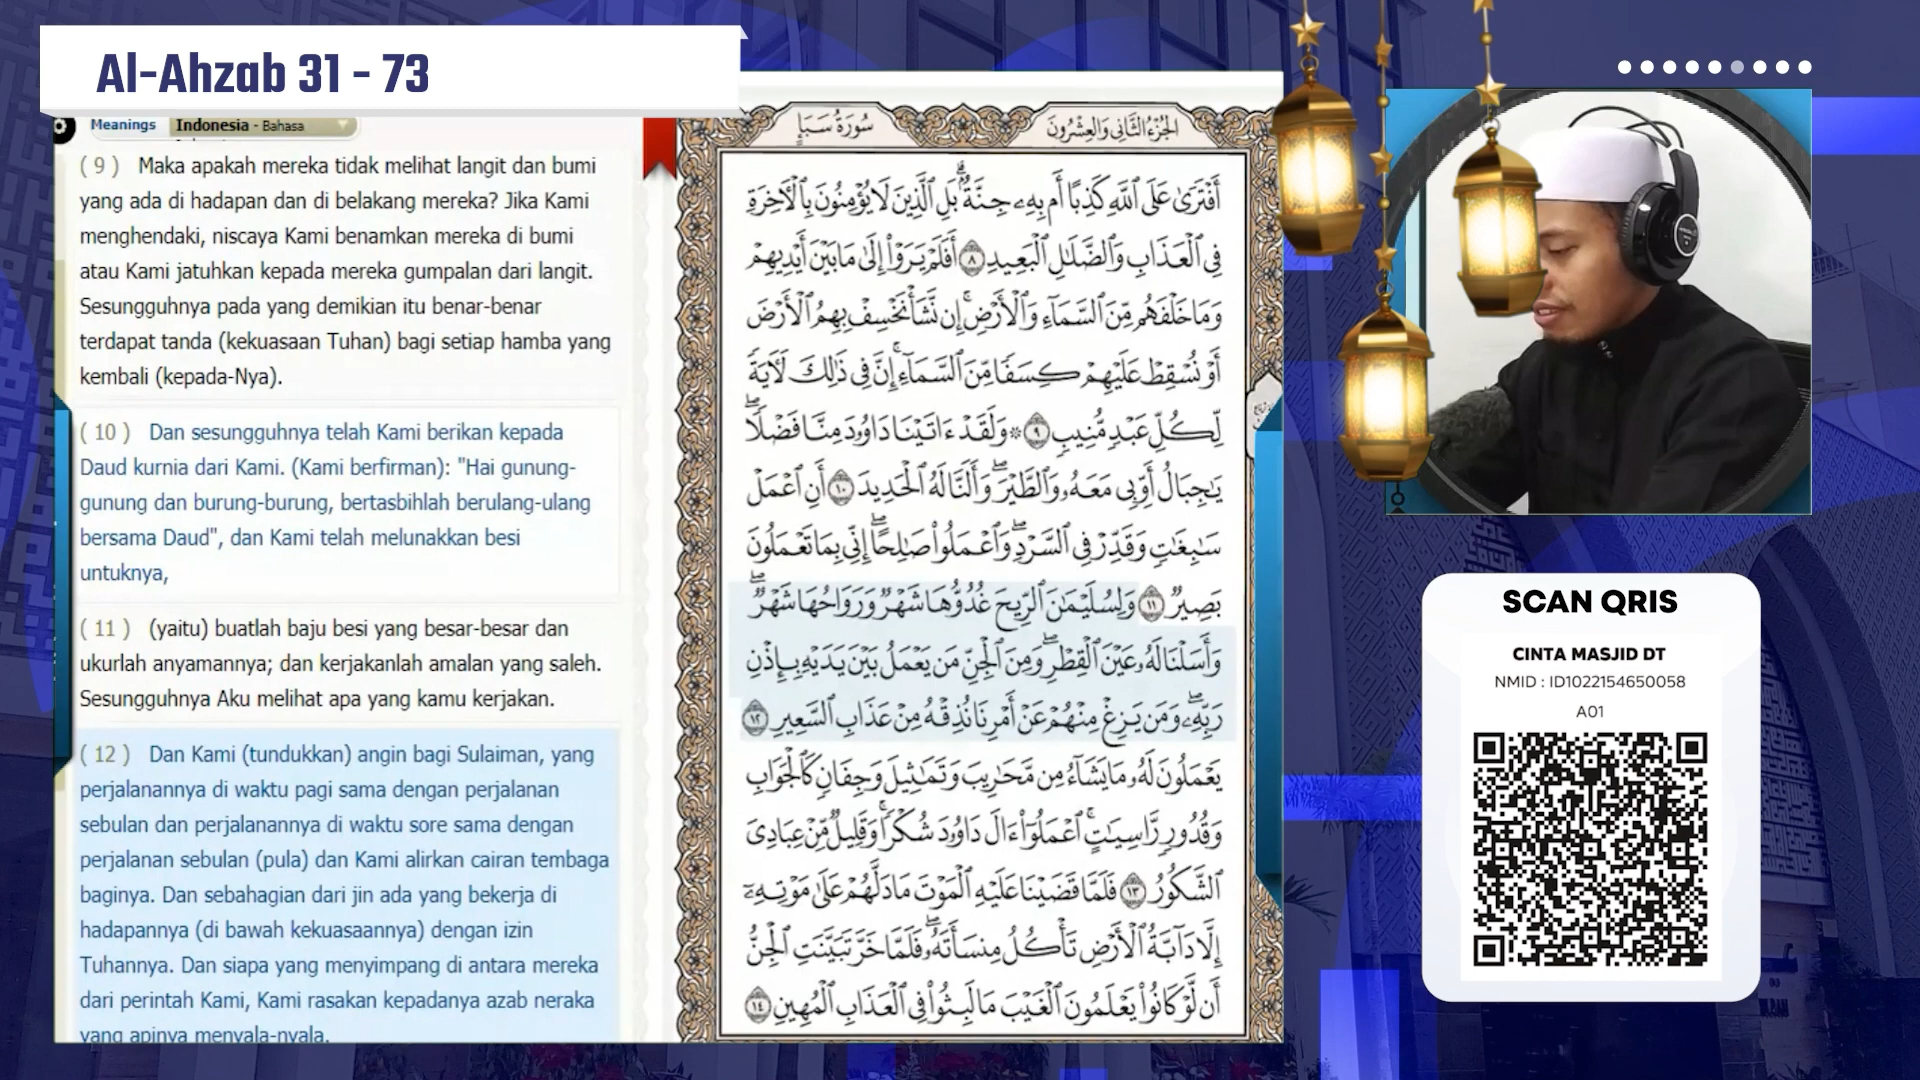 Al-Ahzab 31 - 73
Meanings Indonesia - Bahasa
( 9 ) Maka apakah mereka tidak melihat langit dan bumi
yang ada di hadapan dan di belakang mereka? Jika Kami
menghendaki, niscaya Kami benamkan mereka di bumi
atau Kami jatuhkan kepada mereka gumpalan dari langit.
Sesungguhnya pada yang demikian itu benar-benar
terdapat tanda (kekuasaan Tuhan) bagi setiap hamba yang
kembali (kepada-Nya).
( 10 ) Dan sesungguhnya telah Kami berikan kepada
Daud kurnia dari Kami. (Kami berfirman): "Hai gunung-
gunung dan burung-burung, bertasbihlah berulang-ulang
bersama Daud", dan Kami telah melunakkan besi
untuknya,
( 11 ) (yaitu) buatlah baju besi yang besar-besar dan
ukurlah anyamannya; dan kerjakanlah amalan yang saleh.
Sesungguhnya Aku melihat apa yang kamu kerjakan.
( 12 ) Dan Kami (tundukkan) angin bagi Sulaiman, yang
perjalanannya di waktu pagi sama dengan perjalanan
sebulan dan perjalanannya di waktu sore sama dengan
perjalanan sebulan (pula) dan Kami alirkan cairan tembaga
baginya. Dan sebahagian dari jin ada yang bekerja di
hadapannya (di bawah kekuasaannya) dengan izin
Tuhannya. Dan siapa yang menyimpang di antara mereka
dari perintah Kami, Kami rasakan kepadanya azab neraka
yang apinya menyala-nyala.
الجزء الثاني والعشرون سورة سبإ
أَفْتَرَىٰ عَلَى ٱللَّهِ كَذِبًا أَم بِهِۦ جِنَّةٌۢ ۗ بَلِ ٱلَّذِينَ لَا يُؤْمِنُونَ بِٱلْءَاخِرَةِ
فِى ٱلْعَذَابِ وَٱلضَّلَٰلِ ٱلْبَعِيدِ ٨ أَفَلَمْ يَرَوْا۟ إِلَىٰ مَا بَيْنَ أَيْدِيهِمْ
وَمَا خَلْفَهُم مِّنَ ٱلسَّمَآءِ وَٱلْأَرْضِ ۚ إِن نَّشَأْ نَخْسِفْ بِهِمُ ٱلْأَرْضَ
أَوْ نُسْقِطْ عَلَيْهِمْ كِسَفًا مِّنَ ٱلسَّمَآءِ ۚ إِنَّ فِى ذَٰلِكَ لَءَايَةً
لِّكُلِّ عَبْدٍ مُّنِيبٍ ٩ ۞ وَلَقَدْ ءَاتَيْنَا دَاوُۥدَ مِنَّا فَضْلًا ۖ
يَٰجِبَالُ أَوِّبِى مَعَهُۥ وَٱلطَّيْرَ ۖ وَأَلَنَّا لَهُ ٱلْحَدِيدَ ١٠ أَنِ ٱعْمَلْ
سَٰبِغَٰتٍ وَقَدِّرْ فِى ٱلسَّرْدِ ۖ وَٱعْمَلُوا۟ صَٰلِحًا ۖ إِنِّى بِمَا تَعْمَلُونَ
بَصِيرٌ ١١ وَلِسُلَيْمَٰنَ ٱلرِّيحَ غُدُوُّهَا شَهْرٌ وَرَوَاحُهَا شَهْرٌ ۖ
وَأَسَلْنَا لَهُۥ عَيْنَ ٱلْقِطْرِ ۖ وَمِنَ ٱلْجِنِّ مَن يَعْمَلُ بَيْنَ يَدَيْهِ بِإِذْنِ
رَبِّهِۦ ۖ وَمَن يَزِغْ مِنْهُمْ عَنْ أَمْرِنَا نُذِقْهُ مِنْ عَذَابِ ٱلسَّعِيرِ ١٢
يَعْمَلُونَ لَهُۥ مَا يَشَآءُ مِن مَّحَٰرِيبَ وَتَمَٰثِيلَ وَجِفَانٍ كَٱلْجَوَابِ
وَقُدُورٍ رَّاسِيَٰتٍ ۚ ٱعْمَلُوٓا۟ ءَالَ دَاوُۥدَ شُكْرًا ۚ وَقَلِيلٌ مِّنْ عِبَادِىَ
ٱلشَّكُورُ ١٣ فَلَمَّا قَضَيْنَا عَلَيْهِ ٱلْمَوْتَ مَا دَلَّهُمْ عَلَىٰ مَوْتِهِۦٓ
إِلَّا دَآبَّةُ ٱلْأَرْضِ تَأْكُلُ مِنسَأَتَهُۥ ۖ فَلَمَّا خَرَّ تَبَيَّنَتِ ٱلْجِنُّ
أَن لَّوْ كَانُوا۟ يَعْلَمُونَ ٱلْغَيْبَ مَا لَبِثُوا۟ فِى ٱلْعَذَابِ ٱلْمُهِينِ ١٤
SCAN QRIS
CINTA MASJID DT
NMID : ID1022154650058
A01